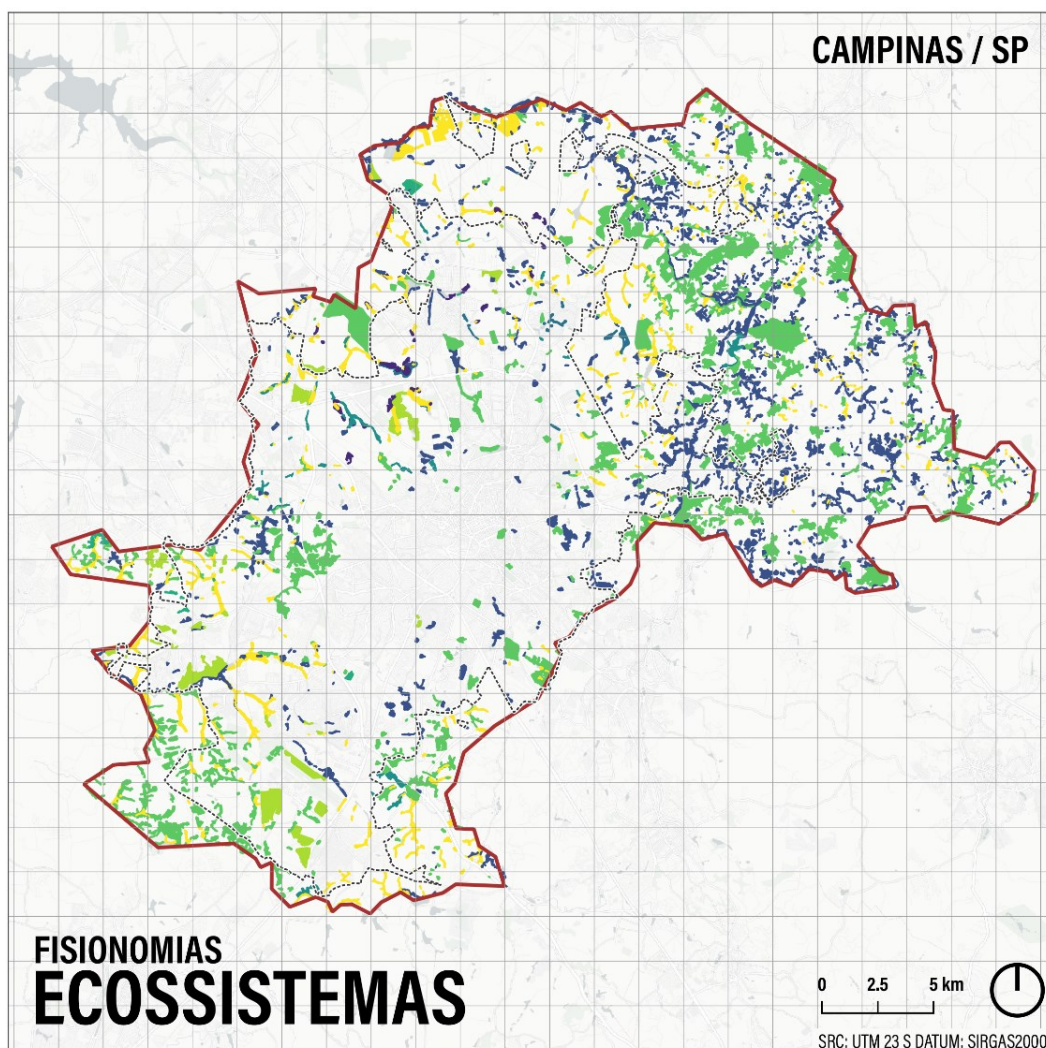 CAMPINAS / SP
FISIONOMIAS
ECOSSISTEMAS
0 2.5 5 km
SRC: UTM 23 S DATUM: SIRGAS2000